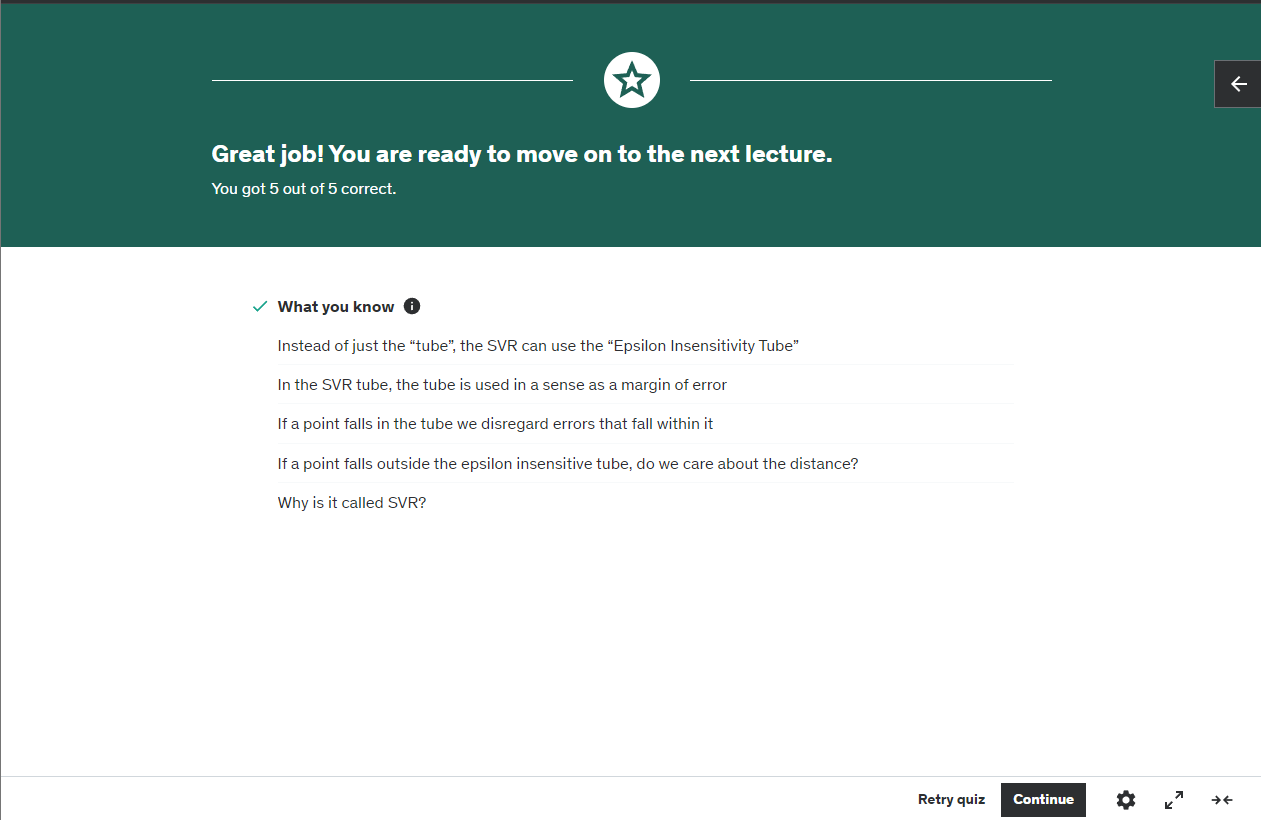 Great job! You are ready to move on to the next lecture.
You got 5 out of 5 correct.
What you know
Instead of just the “tube”, the SVR can use the “Epsilon Insensitivity Tube”
In the SVR tube, the tube is used in a sense as a margin of error
If a point falls in the tube we disregard errors that fall within it
If a point falls outside the epsilon insensitive tube, do we care about the distance?
Why is it called SVR?
Retry quiz
Continue